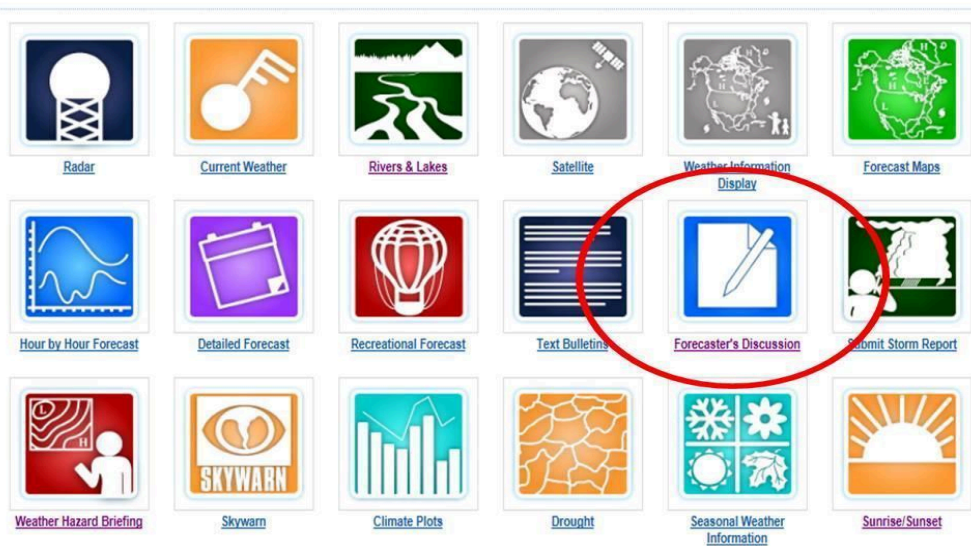 Radar
Current Weather
Rivers & Lakes
Satellite
Weather Information
Display
Forecast Maps
Hour by Hour Forecast
Detailed Forecast
Recreational Forecast
Text Bulletins
Forecaster's Discussion
Submit Storm Report
L
H
SKYWARN
Weather Hazard Briefing
Skywarn
Climate Plots
Drought
Seasonal Weather
Information
Sunrise/Sunset